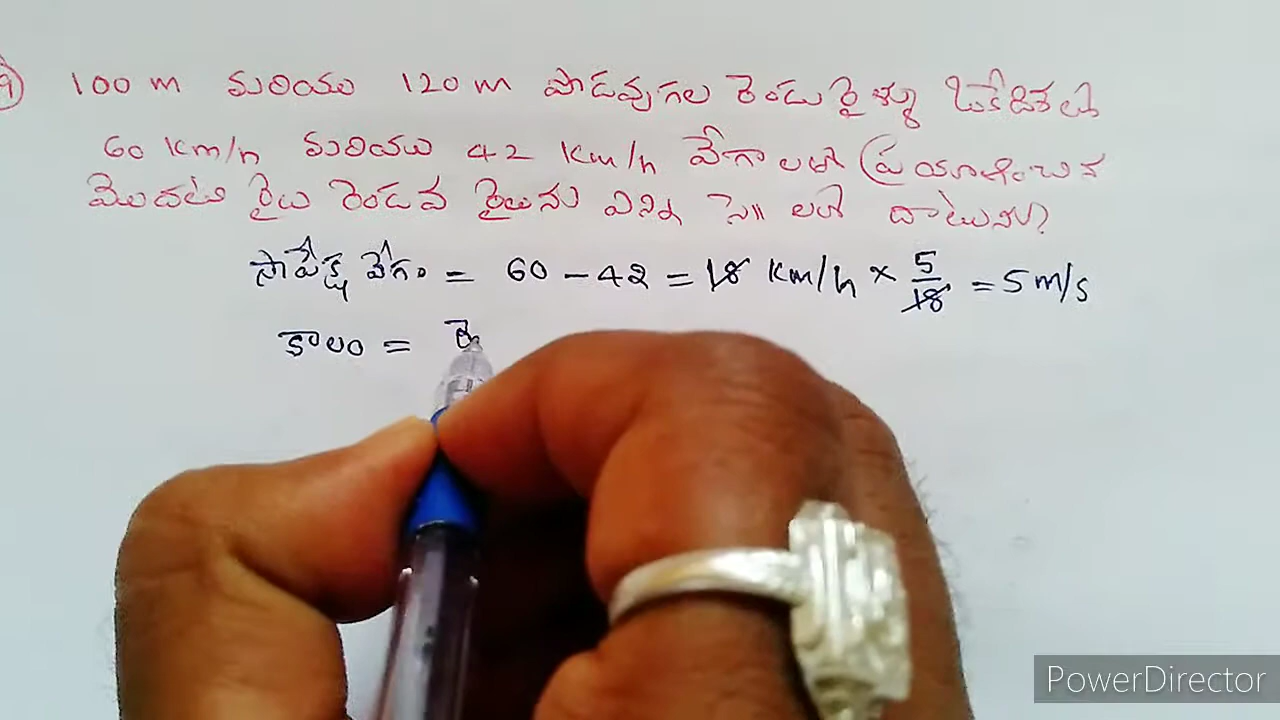 9) 100 m మరియు 120 m పొడవుగల రెండు రైళ్ళు ఒకేదిశలో
60 Km/h మరియు 42 Km/h వేగాలతో ప్రయాణించిన
మొదటి రైలు రెండవ రైలును ఎన్ని సె॥ లలో దాటును?
సాపేక్ష వేగం = 60 - 42 = 18 Km/h × 5/18 = 5 m/s
కాలం = రె
PowerDirector